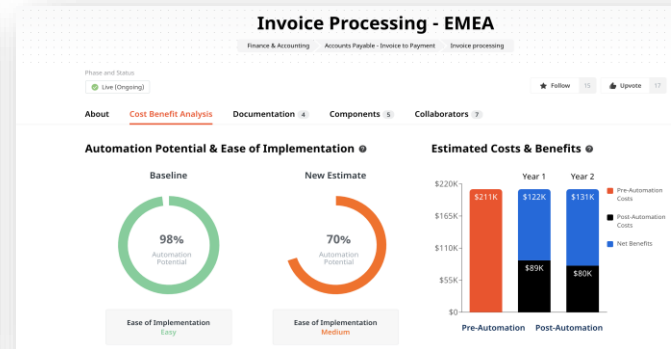 Invoice Processing - EMEA
Finance & Accounting Accounts Payable - Invoice to Payment Invoice processing
Phase and Status
Live (Ongoing)
Follow 15 Upvote 17
About Cost Benefit Analysis Documentation 4 Components 5 Collaborators 7
Automation Potential & Ease of Implementation
Baseline
New Estimate
98%
Automation
Potential
70%
Automation
Potential
Ease of Implementation
Easy
Ease of Implementation
Medium
Estimated Costs & Benefits
Year 1 Year 2
$220K
$165K
$110K
$55K
$0
$211K $122K $131K
$89K $80K
Pre-Automation Post-Automation
Pre-Automation
Costs
Post-Automation
Costs
Net Benefits